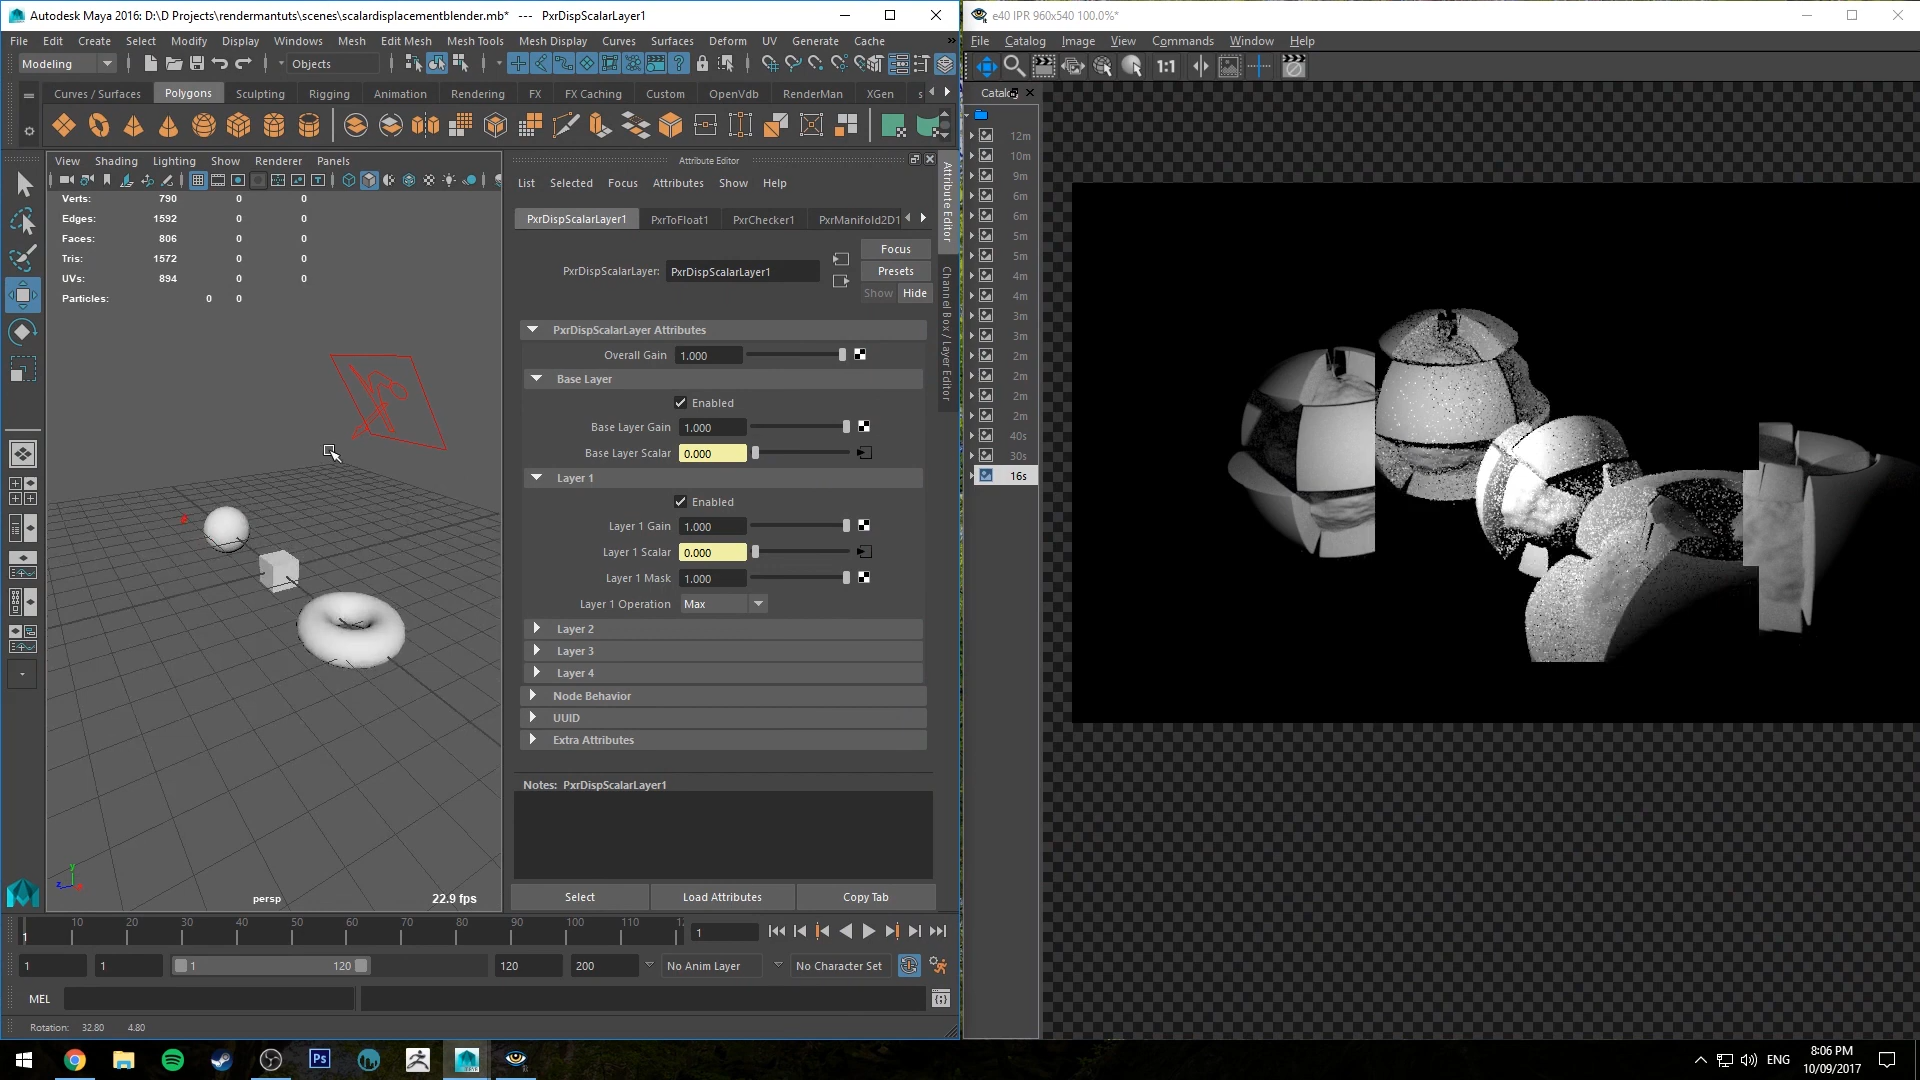 Autodesk Maya 2016: D:\D Projects\rendermantuts\scenes\scalardisplacementblender.mb*   ---   PxrDispScalarLayer1
File Edit Create Select Modify Display Windows Mesh Edit Mesh Mesh Tools Mesh Display Curves Surfaces Deform UV Generate Cache »
Modeling Objects
Curves / Surfaces Polygons Sculpting Rigging Animation Rendering FX FX Caching Custom OpenVdb RenderMan XGen s
View Shading Lighting Show Renderer Panels
Verts: 790 0 0
Edges: 1592 0 0
Faces: 806 0 0
Tris: 1572 0 0
UVs: 894 0 0
Particles: 0 0
persp
22.9 fps
Attribute Editor
List Selected Focus Attributes Show Help
PxrDispScalarLayer1 PxrToFloat1 PxrChecker1 PxrManifold2D1
Focus
PxrDispScalarLayer: PxrDispScalarLayer1
Presets
Show Hide
PxrDispScalarLayer Attributes
Overall Gain 1.000
Base Layer
Enabled
Base Layer Gain 1.000
Base Layer Scalar 0.000
Layer 1
Enabled
Layer 1 Gain 1.000
Layer 1 Scalar 0.000
Layer 1 Mask 1.000
Layer 1 Operation Max
Layer 2
Layer 3
Layer 4
Node Behavior
UUID
Extra Attributes
Notes: PxrDispScalarLayer1
Select Load Attributes Copy Tab
Attribute Editor
Channel Box / Layer Editor
1 10 20 30 40 50 60 70 80 90 100 110 12
1
1 1 1 120 120 200 No Anim Layer No Character Set
MEL
Rotation: 32.80 4.80
e40 IPR 960x540 100.0%*
File Catalog Image View Commands Window Help
1:1
Catalog
12m
10m
9m
6m
6m
5m
5m
4m
4m
3m
3m
2m
2m
2m
2m
40s
30s
16s
Ps
ENG
8:06 PM
10/09/2017